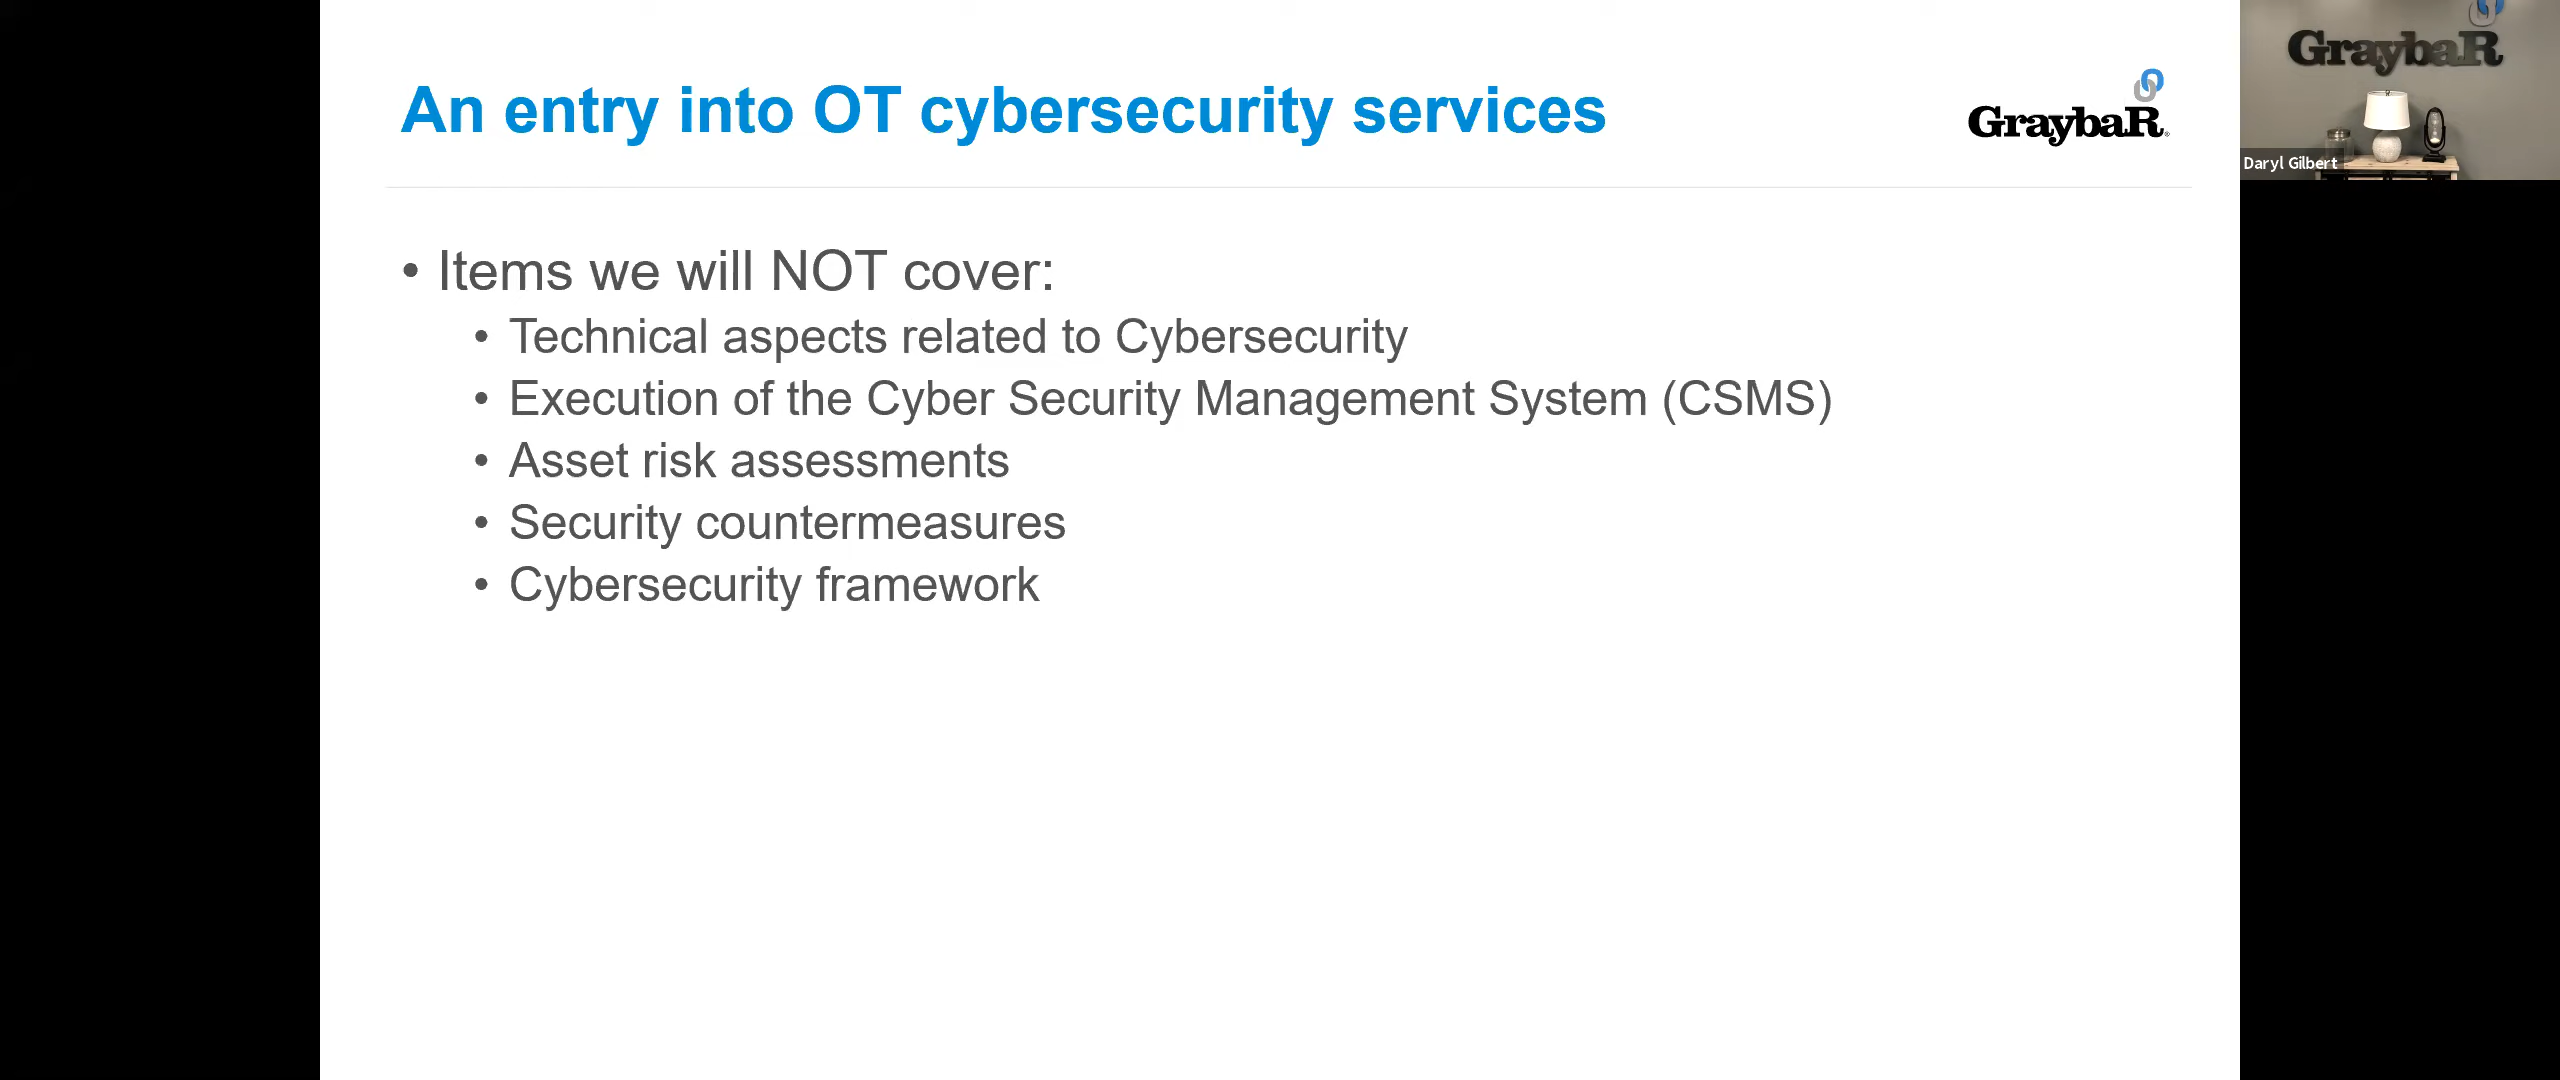 An entry into OT cybersecurity services
GraybaR
• Items we will NOT cover:
• Technical aspects related to Cybersecurity
• Execution of the Cyber Security Management System (CSMS)
• Asset risk assessments
• Security countermeasures
• Cybersecurity framework
GraybaR
Daryl Gilbert